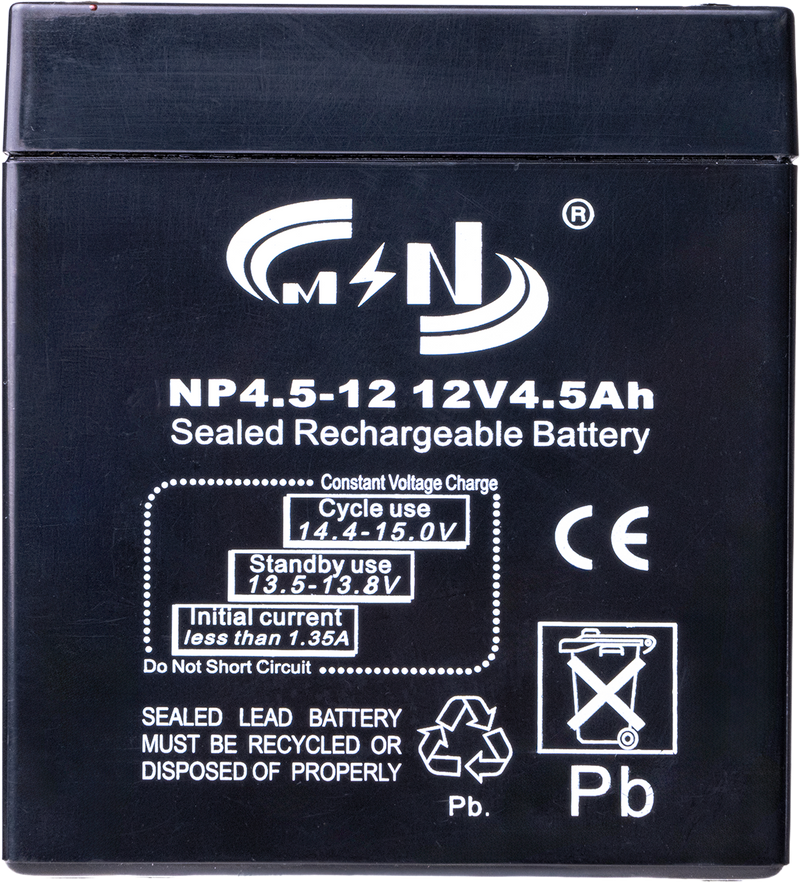 MN
®
NP4.5-12 12V4.5Ah
Sealed Rechargeable Battery
Constant Voltage Charge
Cycle use
14.4-15.0V
Standby use
13.5-13.8V
Initial current
less than 1.35A
Do Not Short Circuit
CE
SEALED LEAD BATTERY
MUST BE RECYCLED OR
DISPOSED OF PROPERLY
Pb.
Pb